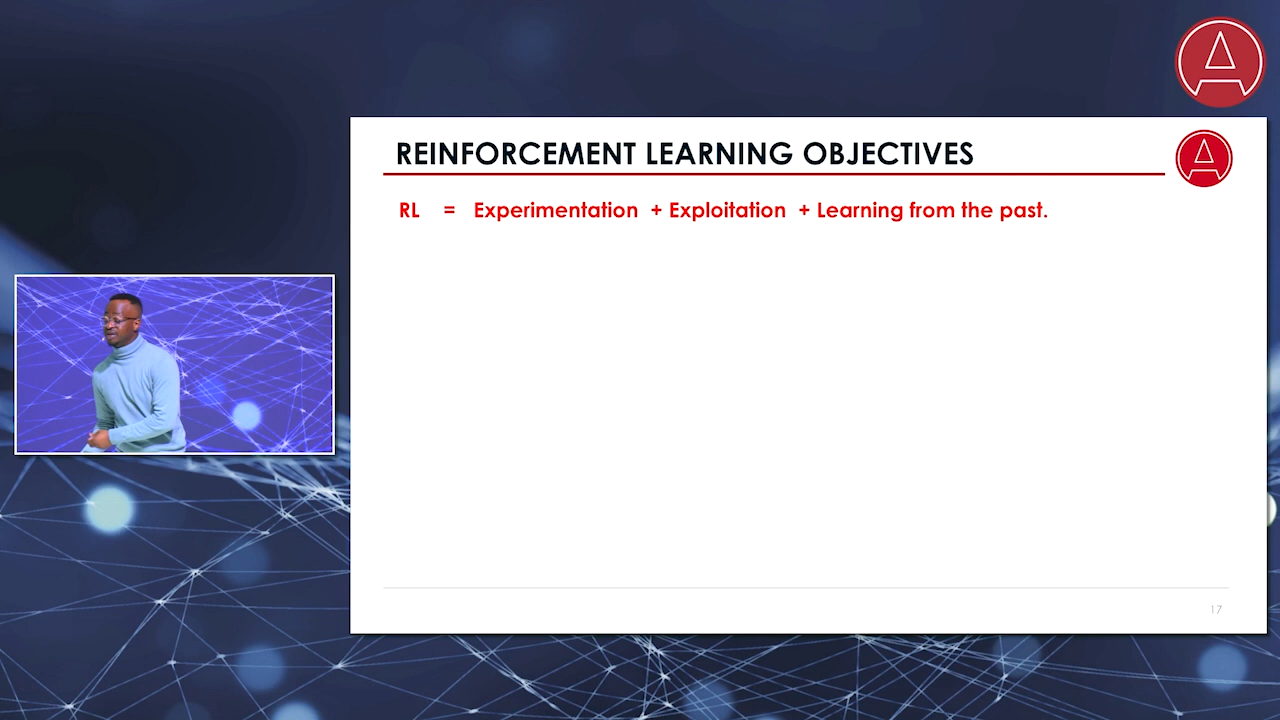 REINFORCEMENT LEARNING OBJECTIVES
RL = Experimentation + Exploitation + Learning from the past.
17